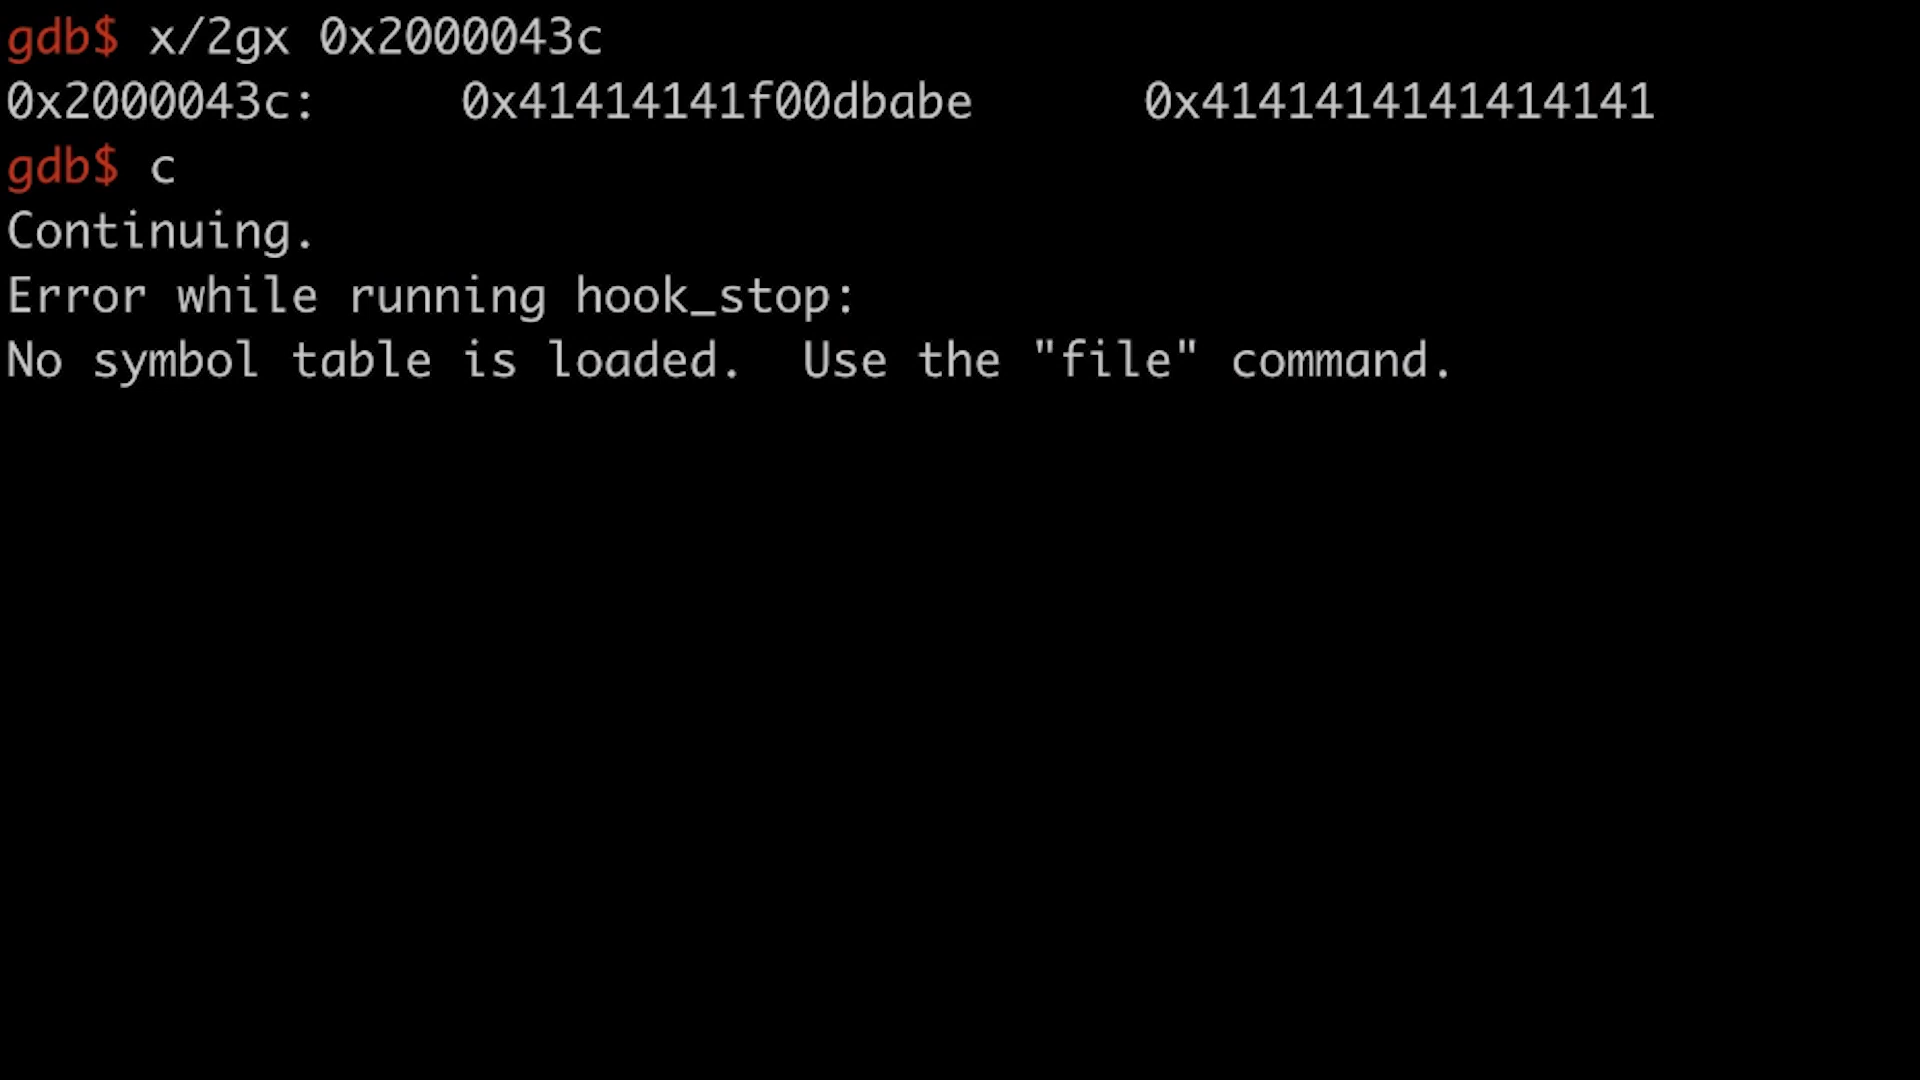 gdb$ x/2gx 0x2000043c
0x2000043c: 0x41414141f00dbabe 0x4141414141414141
gdb$ c
Continuing.
Error while running hook_stop:
No symbol table is loaded.  Use the "file" command.